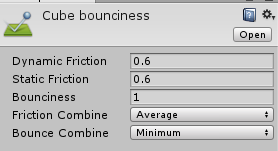 Cube bounciness
Open
Dynamic Friction 0.6
Static Friction 0.6
Bounciness 1
Friction Combine Average
Bounce Combine Minimum